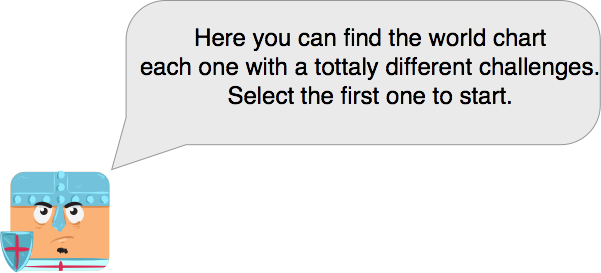 Here you can find the world chart
each one with a tottaly different challenges.
Select the first one to start.